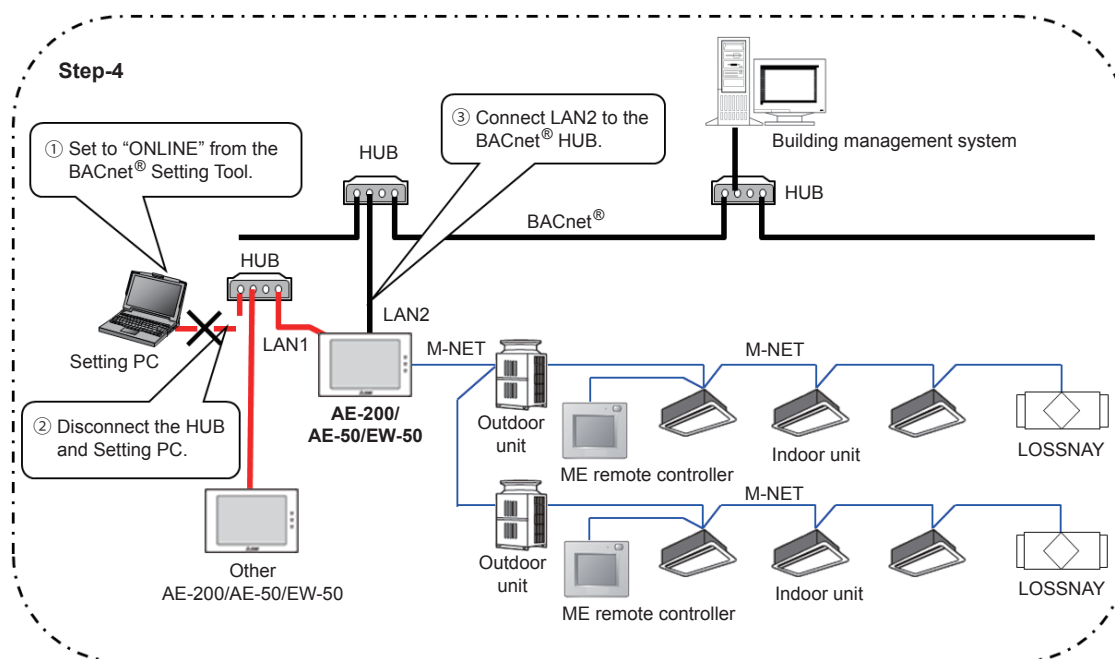 Step-4
① Set to “ONLINE” from the
BACnet® Setting Tool.
③ Connect LAN2 to the
BACnet® HUB.
Building management system
HUB
HUB
BACnet®
HUB
LAN2
LAN1
Setting PC
M-NET
M-NET
AE-200/
AE-50/EW-50
② Disconnect the HUB
and Setting PC.
Outdoor
unit
ME remote controller
Indoor unit
LOSSNAY
M-NET
Other
AE-200/AE-50/EW-50
Outdoor
unit
ME remote controller
Indoor unit
LOSSNAY